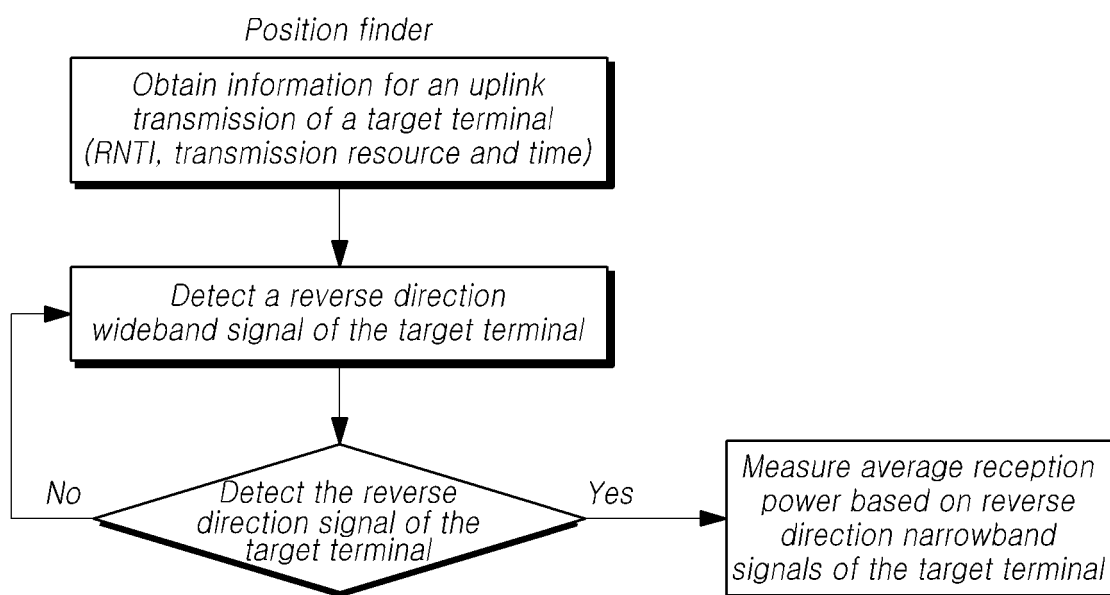 Position finder
Obtain information for an uplink
transmission of a target terminal
(RNTI, transmission resource and time)
Detect a reverse direction
wideband signal of the target terminal
No
Detect the reverse
direction signal of the
target terminal
Yes
Measure average reception
power based on reverse
direction narrowband
signals of the target terminal